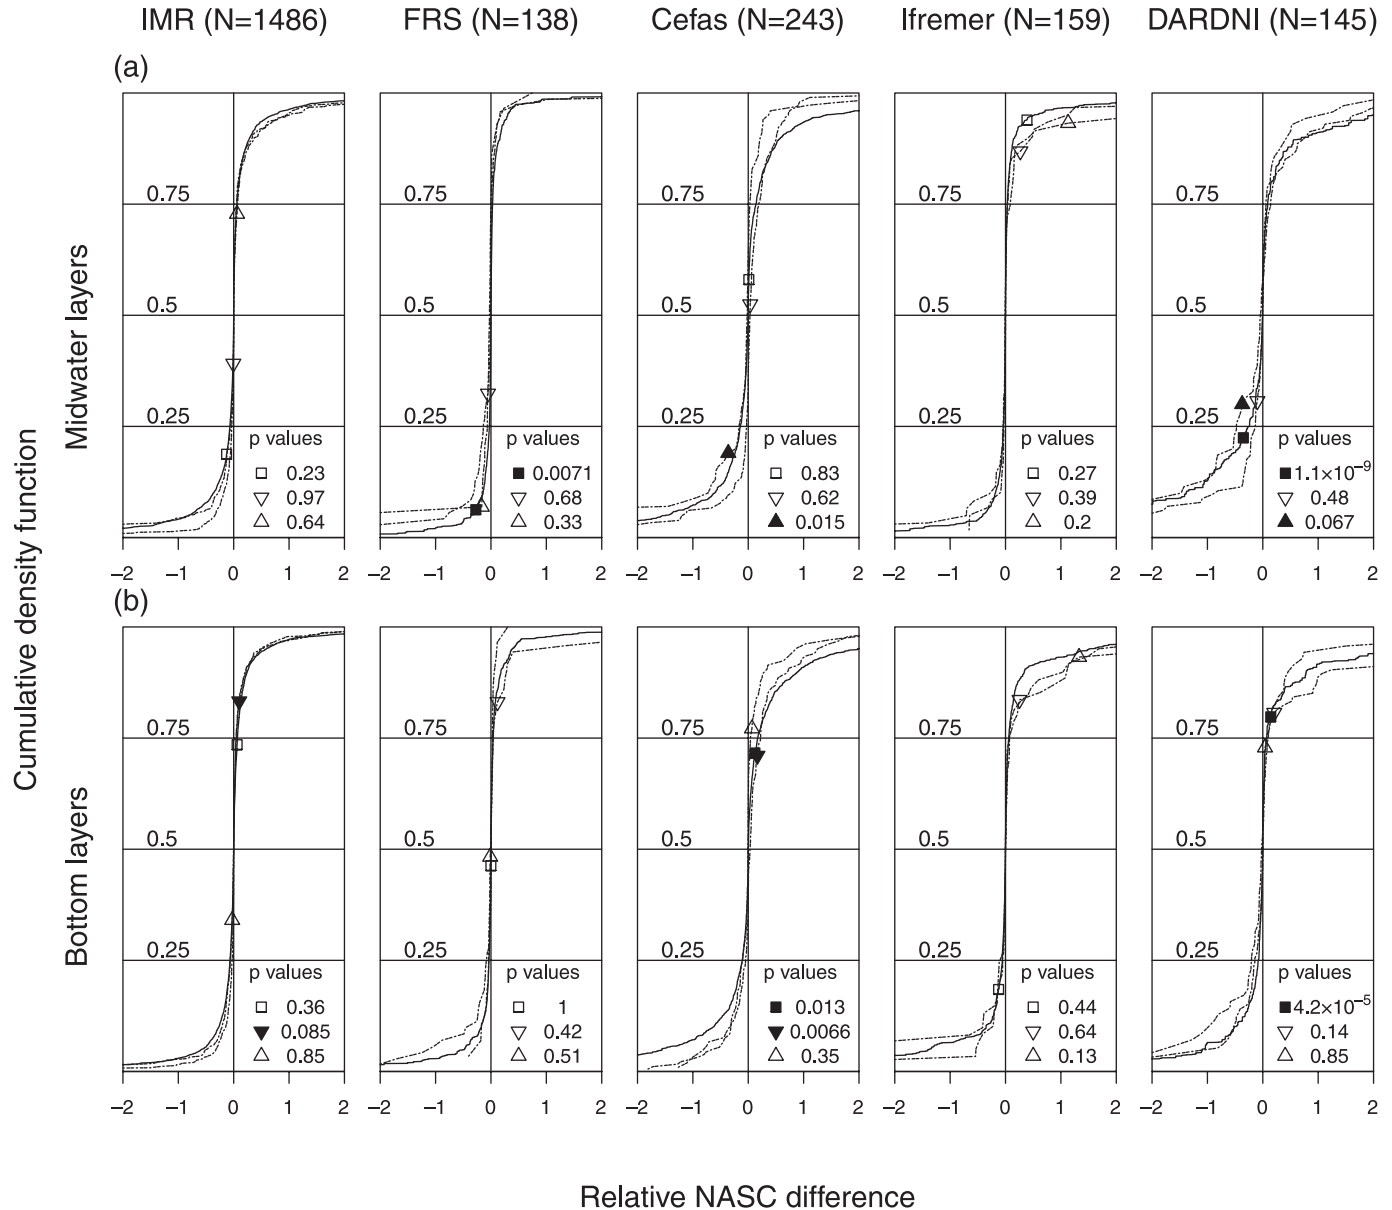 IMR (N=1486) FRS (N=138) Cefas (N=243) Ifremer (N=159) DARDNI (N=145)
(a)
0.75 0.75 0.75 0.75 0.75
0.5 0.5 0.5 0.5 0.5
0.25 0.25 0.25 0.25 0.25
p values p values p values p values p values
0.23 0.0071 0.83 0.27 1.1×10⁻⁹
0.97 0.68 0.62 0.39 0.48
0.64 0.33 0.015 0.2 0.067
–2 –1 0 1 2 –2 –1 0 1 2 –2 –1 0 1 2 –2 –1 0 1 2 –2 –1 0 1 2
Midwater layers
Cumulative density function
(b)
0.75 0.75 0.75 0.75 0.75
0.5 0.5 0.5 0.5 0.5
0.25 0.25 0.25 0.25 0.25
p values p values p values p values p values
0.36 1 0.013 0.44 4.2×10⁻⁵
0.085 0.42 0.0066 0.64 0.14
0.85 0.51 0.35 0.13 0.85
–2 –1 0 1 2 –2 –1 0 1 2 –2 –1 0 1 2 –2 –1 0 1 2 –2 –1 0 1 2
Bottom layers
Relative NASC difference